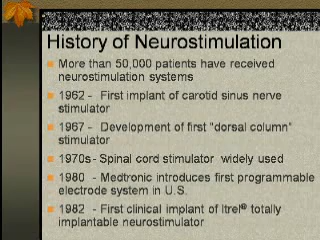 History of Neurostimulation
More than 50,000 patients have received
neurostimulation systems
1962 - First implant of carotid sinus nerve
stimulator
1967 - Development of first "dorsal column"
stimulator
1970s - Spinal cord stimulator widely used
1980 - Medtronic introduces first programmable
electrode system in U.S.
1982 - First clinical implant of Itrel® totally
implantable neurostimulator